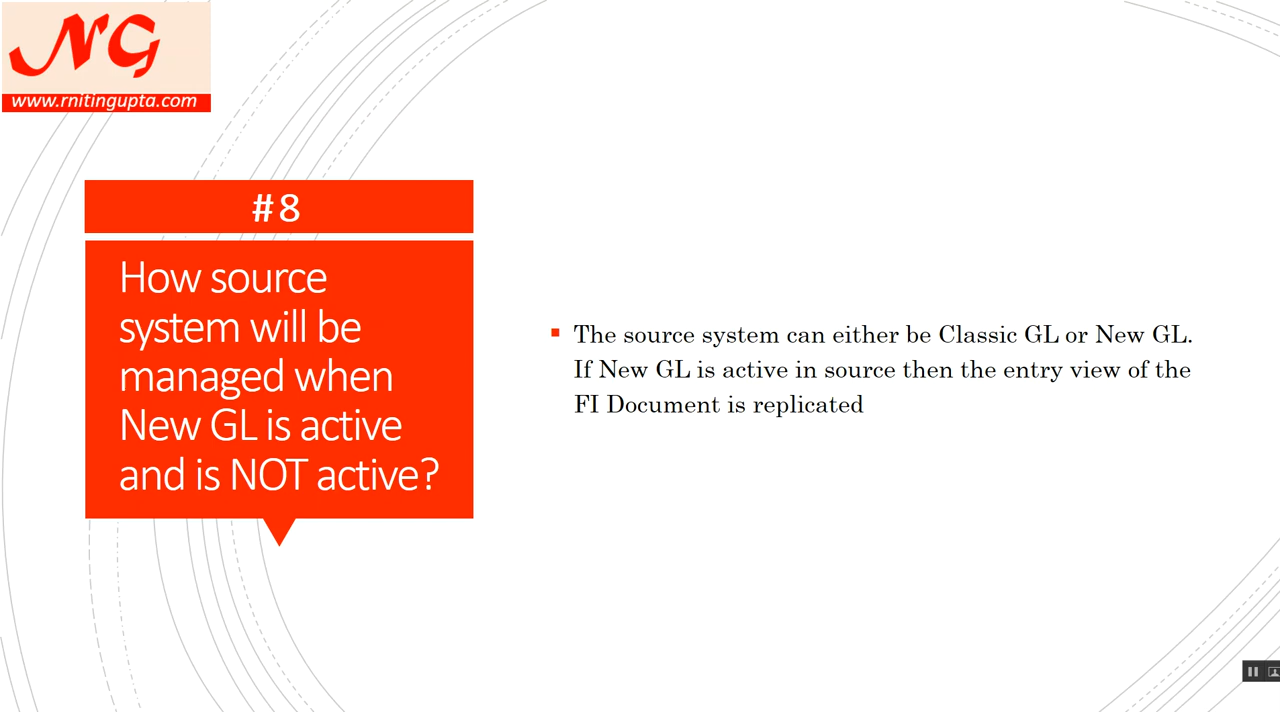 NG
www.rnitingupta.com
#8
How source
system will be
managed when
New GL is active
and is NOT active?
The source system can either be Classic GL or New GL.
If New GL is active in source then the entry view of the
FI Document is replicated